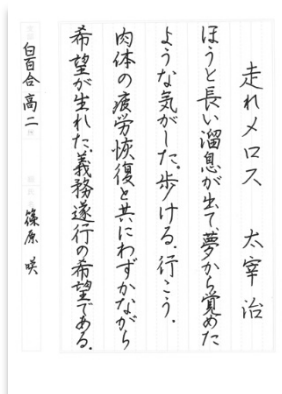 走れメロス　太宰治
ほうと長い溜息が出て、夢から覚めた
ような気がした。歩ける。行こう。
肉体の疲労恢復と共にわずかながら
希望が生れた。義務遂行の希望である。
白百合 高二 篠原 咲